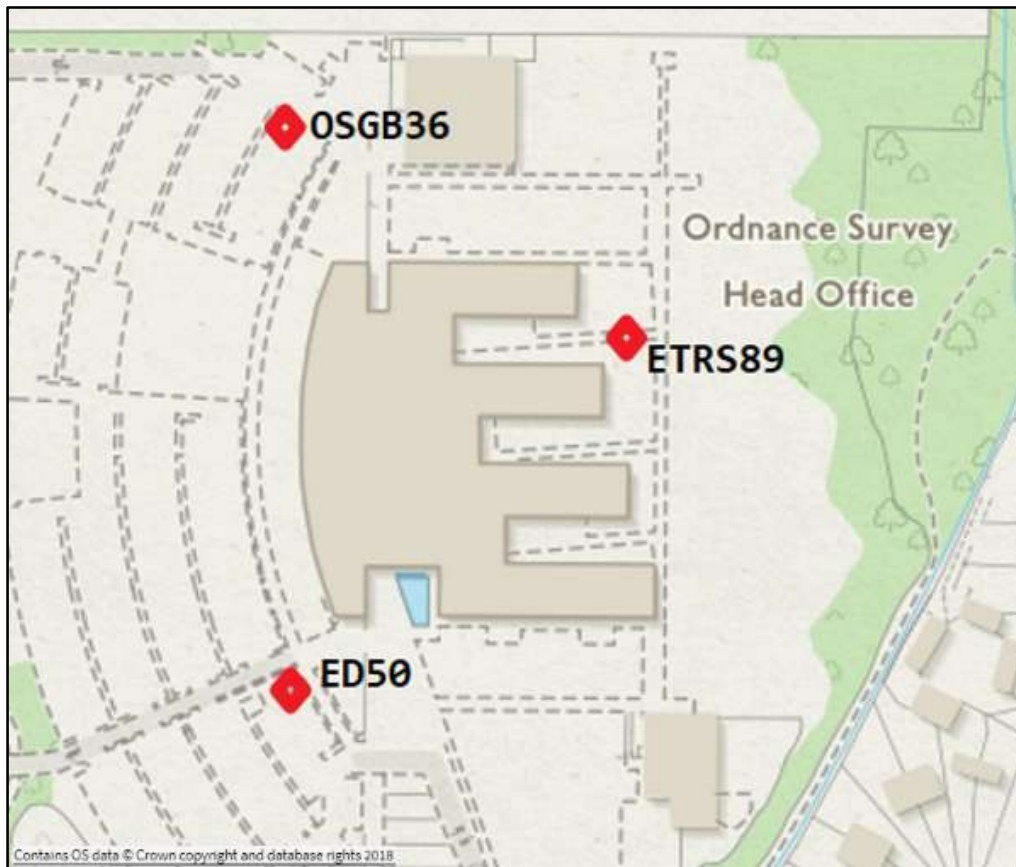 OSGB36
Ordnance Survey
Head Office
ETRS89
ED50
Contains OS data © Crown copyright and database rights 2018